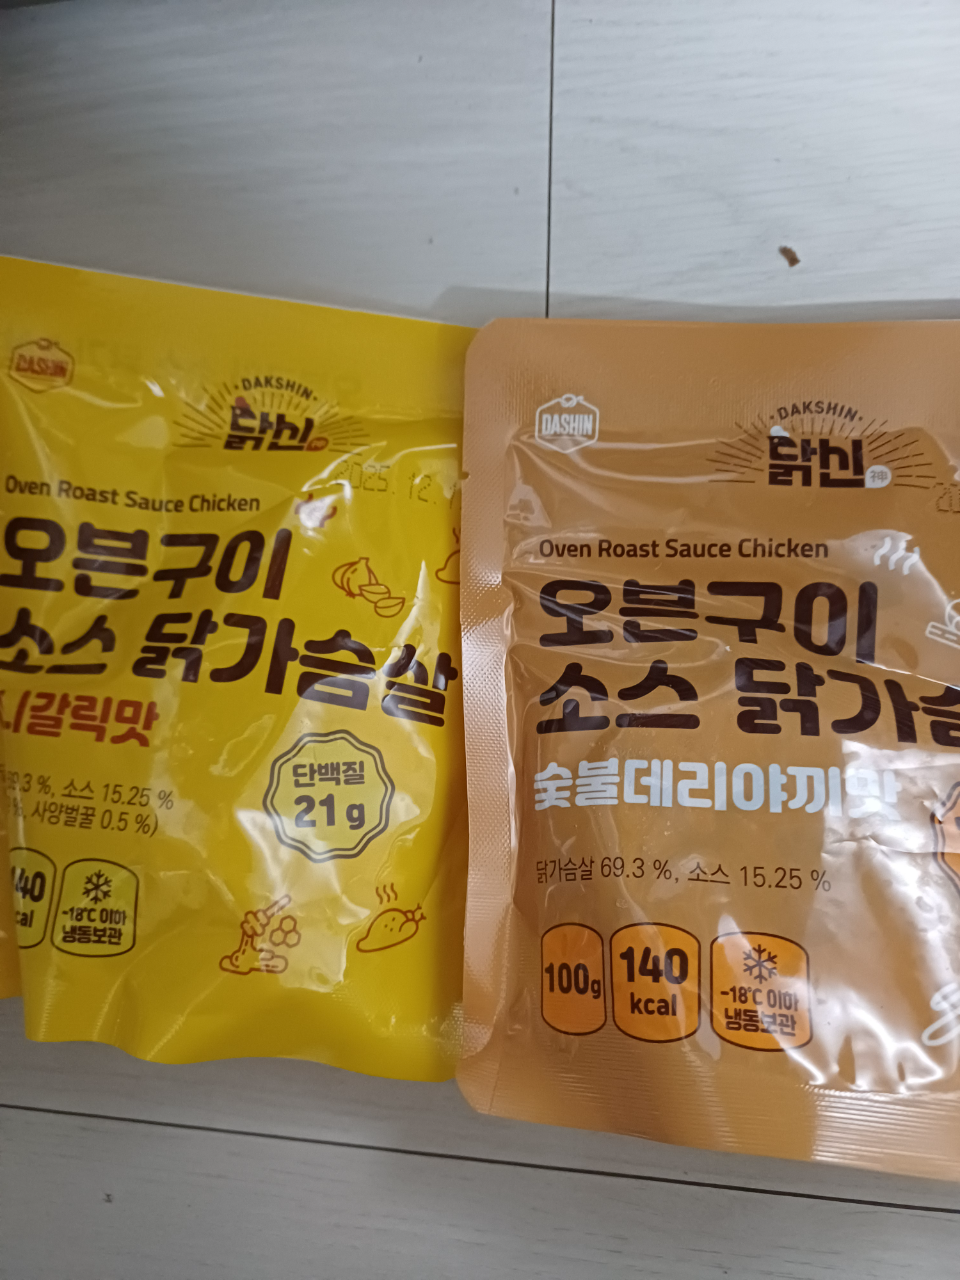 DASHIN
DAKSHIN
닭신
2025. 12.
Oven Roast Sauce Chicken
오븐구이
소스 닭가슴살
니갈릭맛
9.3 %, 소스 15.25 %
%, 사양벌꿀 0.5 %)
단백질
21 g
140
kcal
-18℃ 이하
냉동보관
DASHIN
DAKSHIN
닭신
神
20
Oven Roast Sauce Chicken
오븐구이
소스 닭가슴
숯불데리야끼맛
닭가슴살 69.3 %, 소스 15.25 %
100g
140
kcal
-18℃ 이하
냉동보관